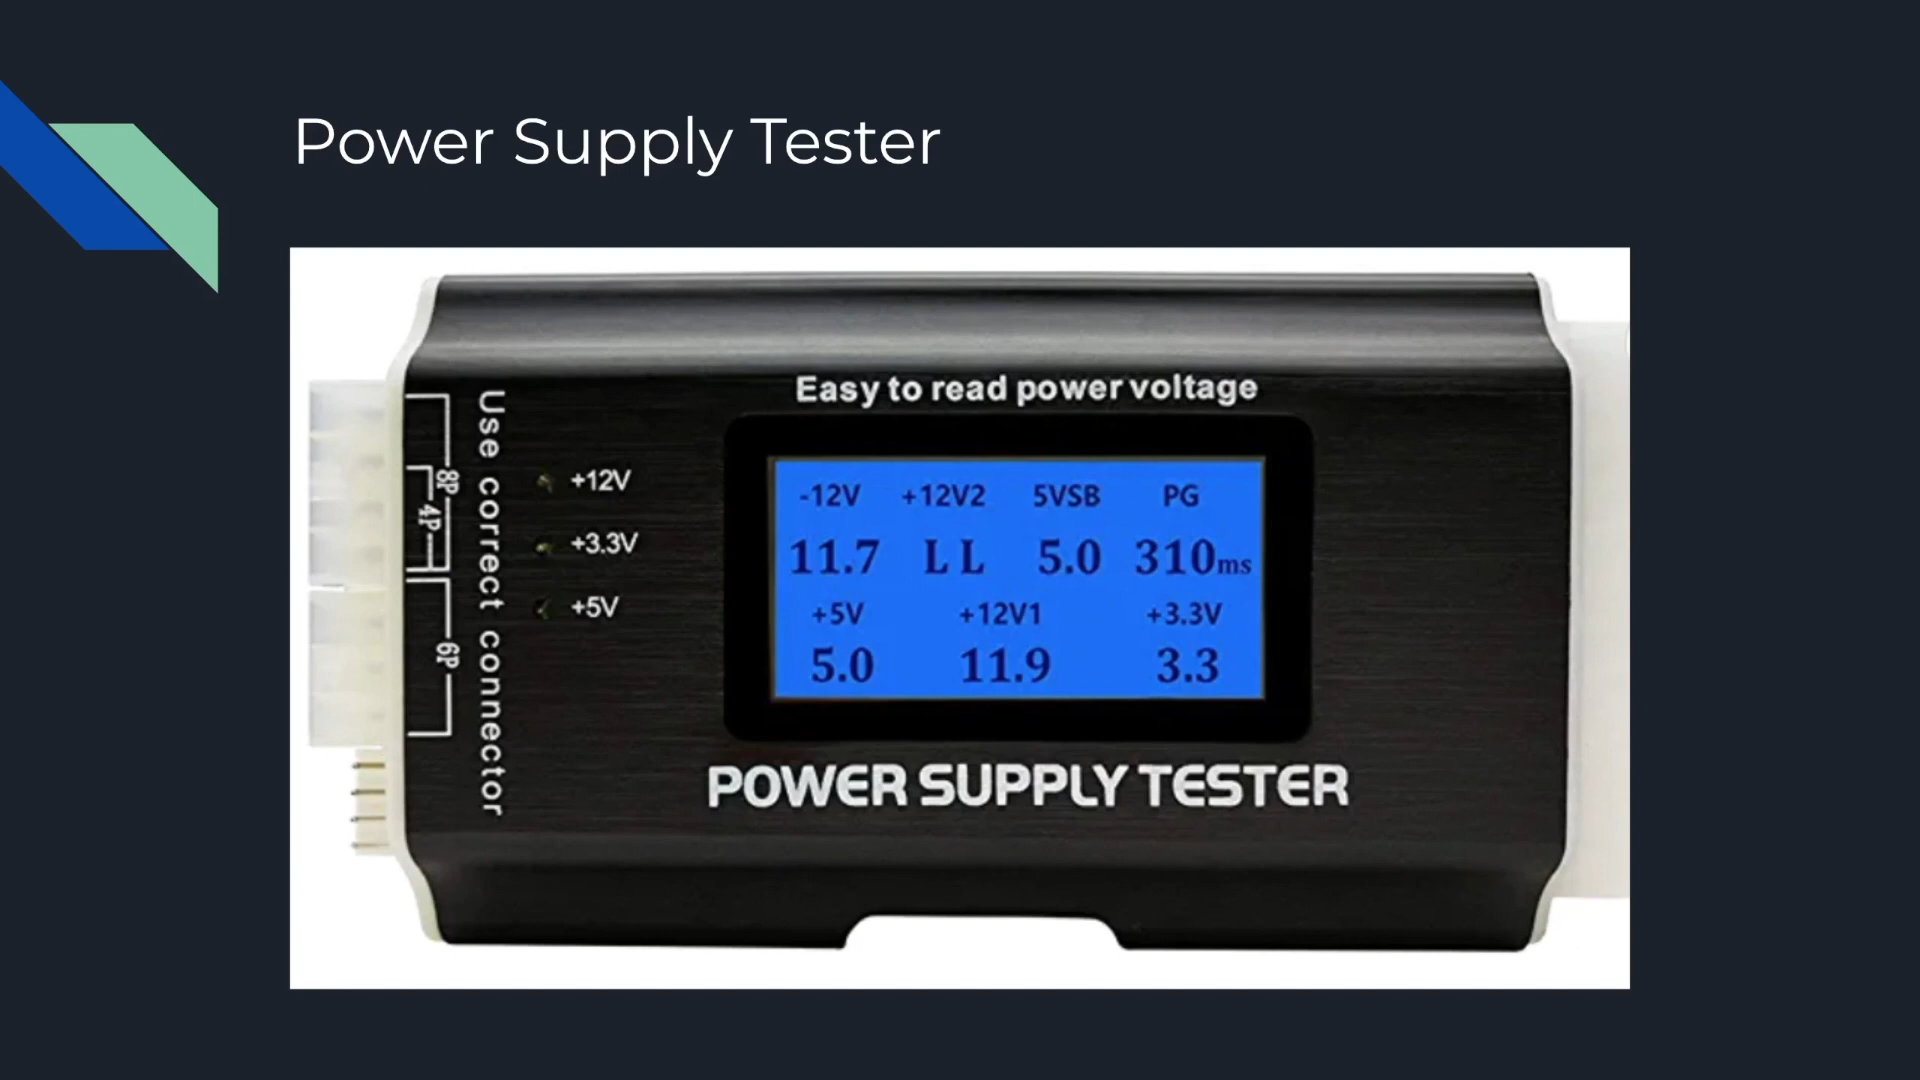 Power Supply Tester
Easy to read power voltage
Use correct connector
8P
4P
6P
+12V
+3.3V
+5V
-12V +12V2 5VSB PG
11.7 LL 5.0 310ms
+5V +12V1 +3.3V
5.0 11.9 3.3
POWER SUPPLY TESTER